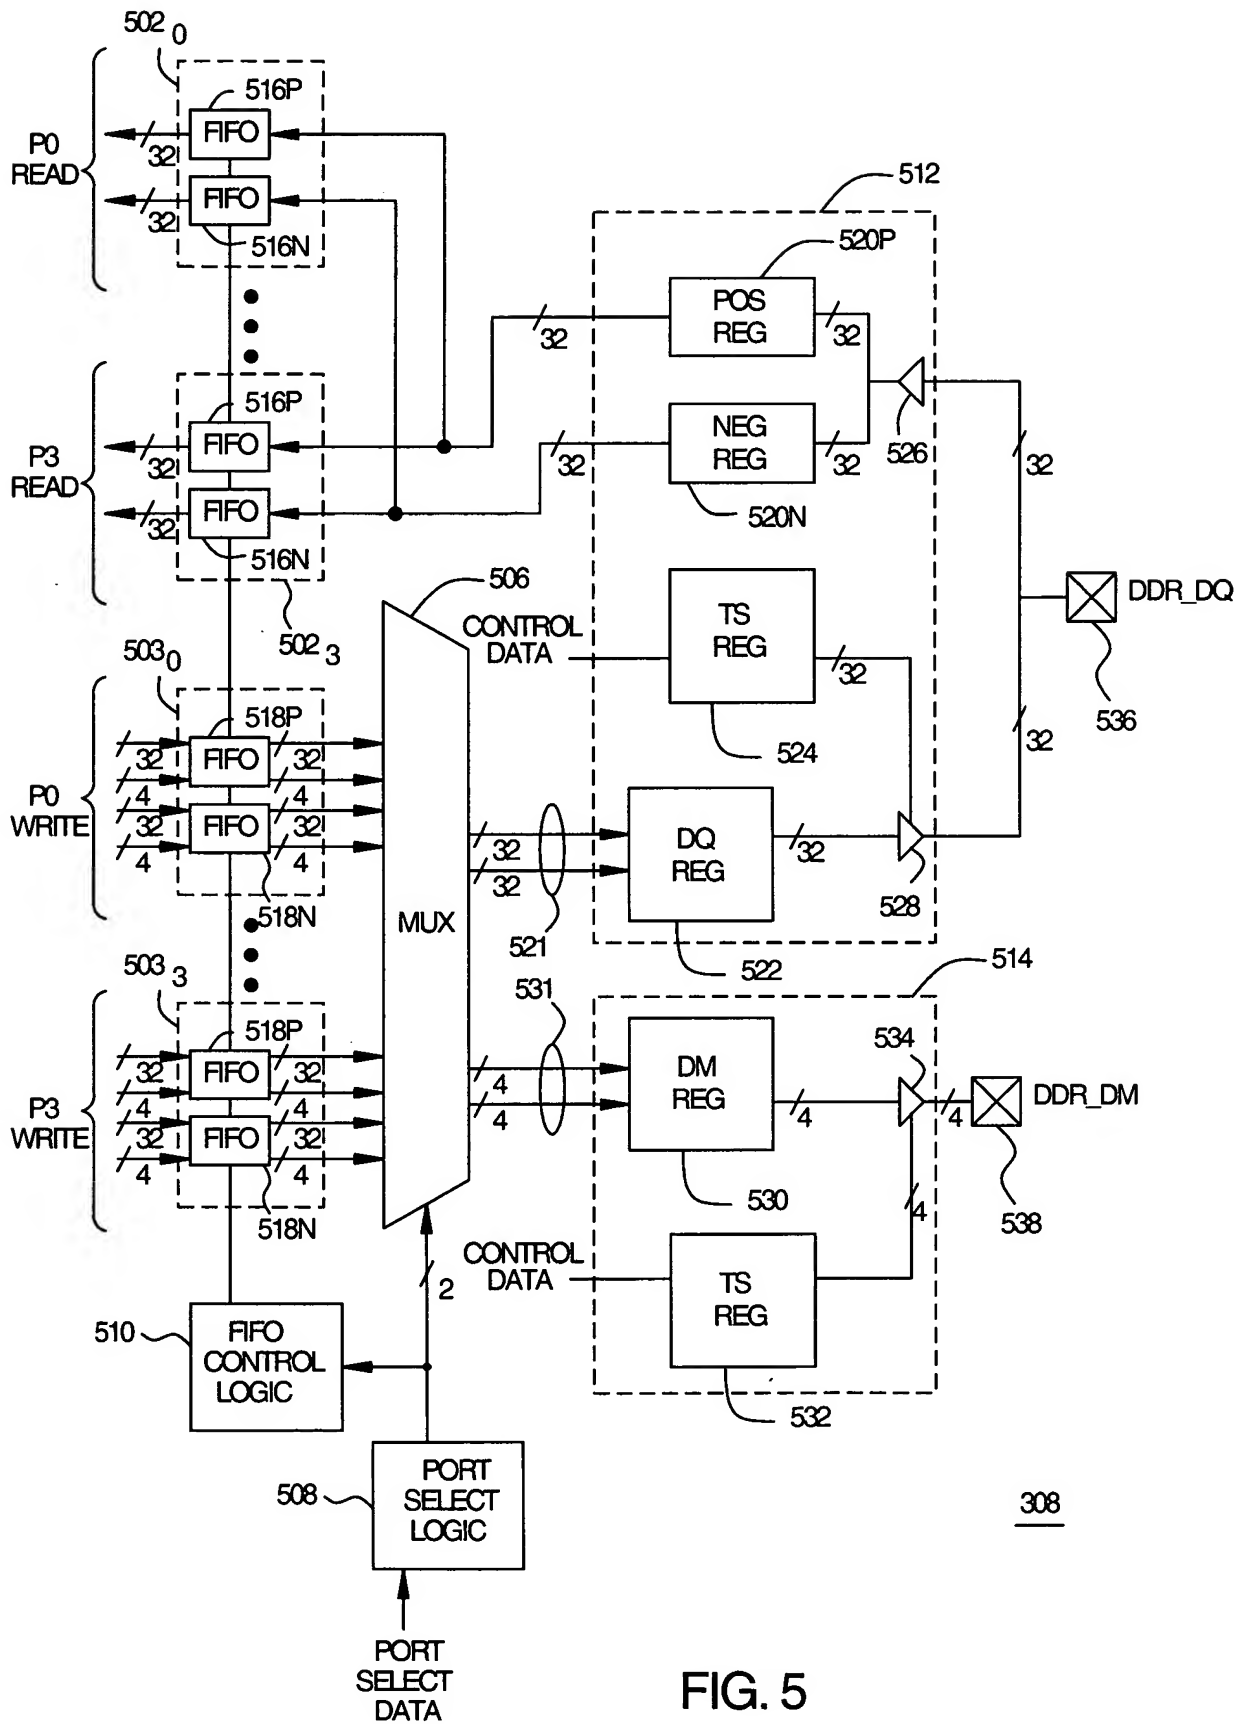 502 0
516P
FIFO
32
P0
READ
FIFO
32
516N
512
520P
POS
REG
32
32
516P
FIFO
32
P3
READ
FIFO
32
516N
502 3
NEG
REG
32
32
520N
526
32
506
CONTROL
DATA
TS
REG
32
524
DDR_DQ
536
32
503 0
518P
FIFO
32
32
4
4
P0
WRITE
FIFO
32
32
4
4
518N
MUX
32
32
521
DQ
REG
32
528
522
514
503 3
518P
FIFO
32
32
4
4
P3
WRITE
FIFO
32
32
4
4
518N
531
4
4
DM
REG
4
534
4
DDR_DM
530
4
538
CONTROL
DATA
TS
REG
532
2
510
FIFO
CONTROL
LOGIC
508
PORT
SELECT
LOGIC
308
PORT
SELECT
DATA
FIG. 5